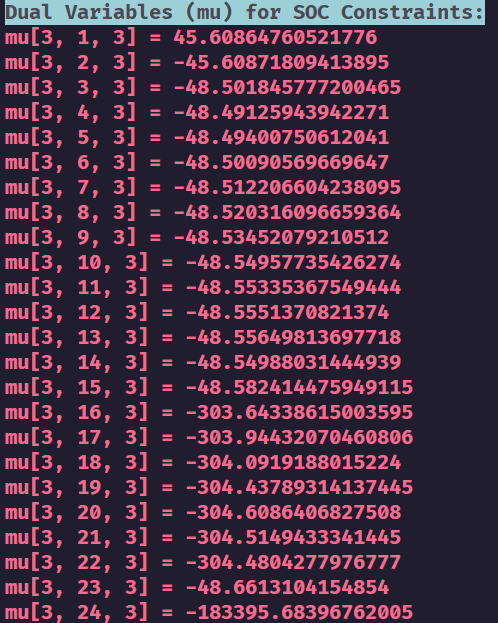 Dual Variables (mu) for SOC Constraints:
mu[3, 1, 3] = 45.60864760521776
mu[3, 2, 3] = -45.60871809413895
mu[3, 3, 3] = -48.501845777200465
mu[3, 4, 3] = -48.49125943942271
mu[3, 5, 3] = -48.49400750612041
mu[3, 6, 3] = -48.50090569669647
mu[3, 7, 3] = -48.512206604238095
mu[3, 8, 3] = -48.520316096659364
mu[3, 9, 3] = -48.53452079210512
mu[3, 10, 3] = -48.54957735426274
mu[3, 11, 3] = -48.55335367549444
mu[3, 12, 3] = -48.5551370821374
mu[3, 13, 3] = -48.55649813697718
mu[3, 14, 3] = -48.54988031444939
mu[3, 15, 3] = -48.582414475949115
mu[3, 16, 3] = -303.64338615003595
mu[3, 17, 3] = -303.94432070460806
mu[3, 18, 3] = -304.0919188015224
mu[3, 19, 3] = -304.43789314137445
mu[3, 20, 3] = -304.6086406827508
mu[3, 21, 3] = -304.5149433341445
mu[3, 22, 3] = -304.4804277976777
mu[3, 23, 3] = -48.6613104154854
mu[3, 24, 3] = -183395.68396762005